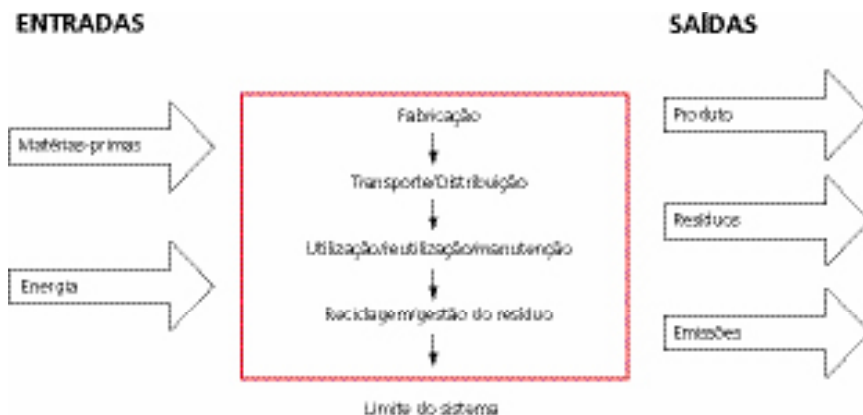 ENTRADAS
SAÍDAS
Matérias-primas
Energia
Fabricação
Transporte/Distribuição
Utilização/reutilização/manutenção
Reciclagem/gestão do resíduo
Limite do sistema
Produto
Resíduos
Emissões